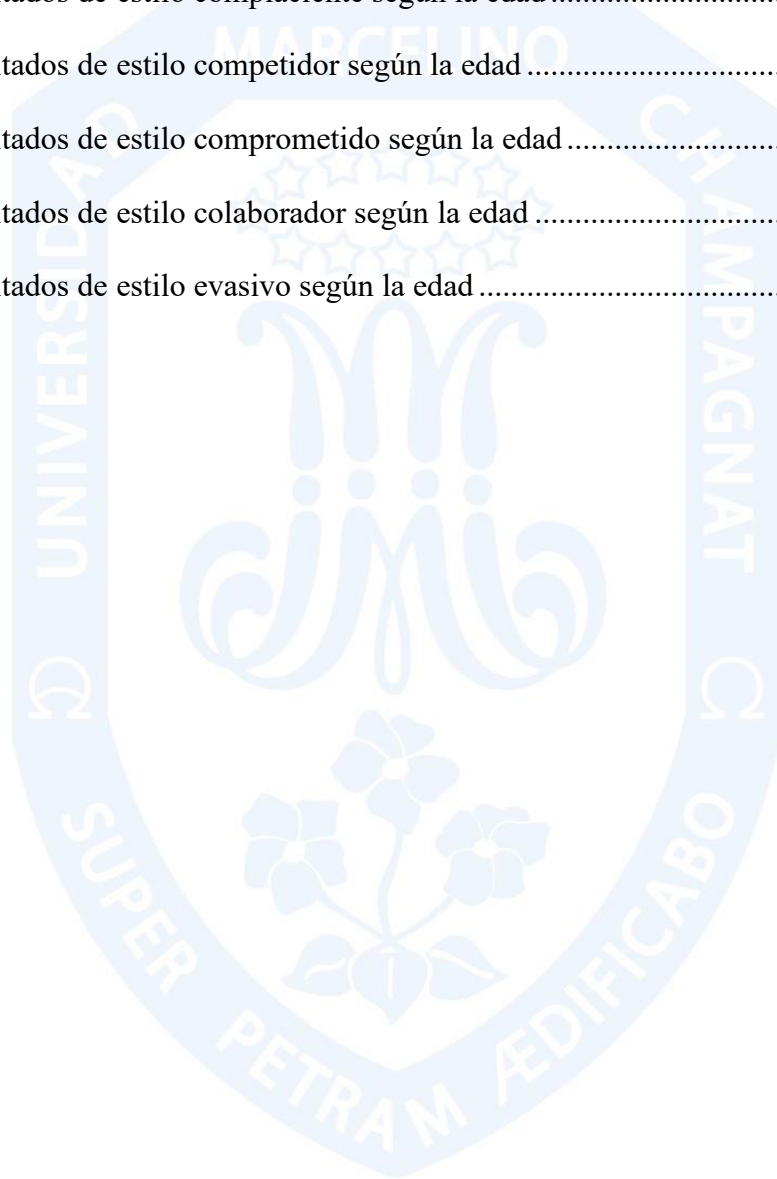 tados de estilo complaciente según la edad
tados de estilo competidor según la edad
tados de estilo comprometido según la edad
tados de estilo colaborador según la edad
tados de estilo evasivo según la edad
UNIVERSIDAD MARCELINO CHAMPAGNAT
SUPER PETRAM ÆDIFICABO